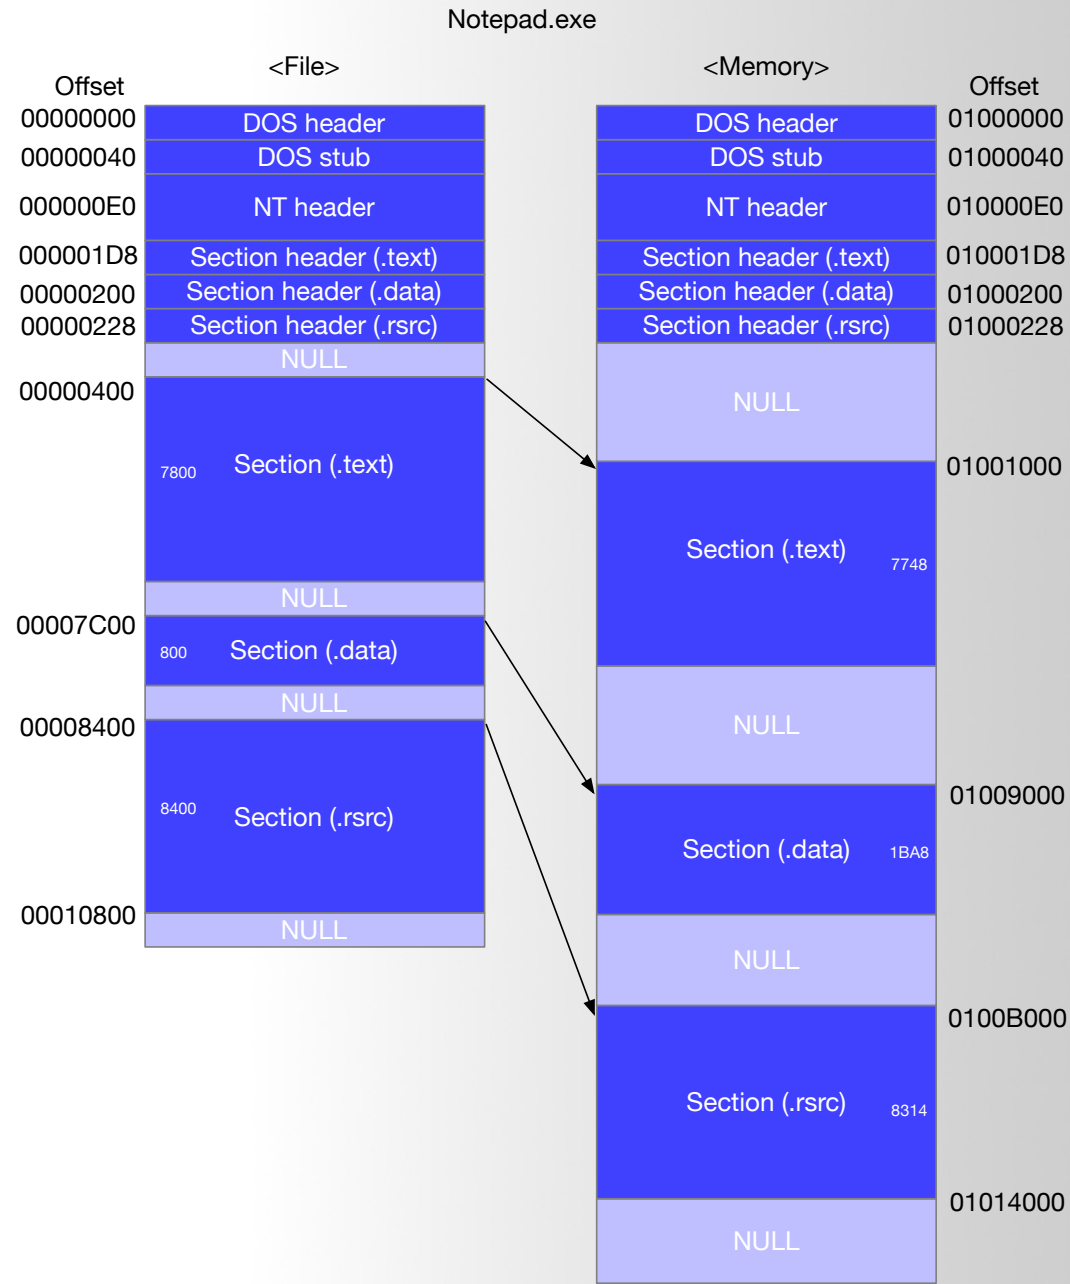 Notepad.exe
<File>
<Memory>
Offset
Offset
00000000
DOS header
DOS header
01000000
00000040
DOS stub
DOS stub
01000040
000000E0
NT header
NT header
010000E0
000001D8
Section header (.text)
Section header (.text)
010001D8
00000200
Section header (.data)
Section header (.data)
01000200
00000228
Section header (.rsrc)
Section header (.rsrc)
01000228
NULL
00000400
NULL
7800
Section (.text)
01001000
Section (.text)
7748
NULL
00007C00
800
Section (.data)
NULL
00008400
NULL
8400
Section (.rsrc)
01009000
Section (.data)
1BA8
00010800
NULL
NULL
0100B000
Section (.rsrc)
8314
01014000
NULL